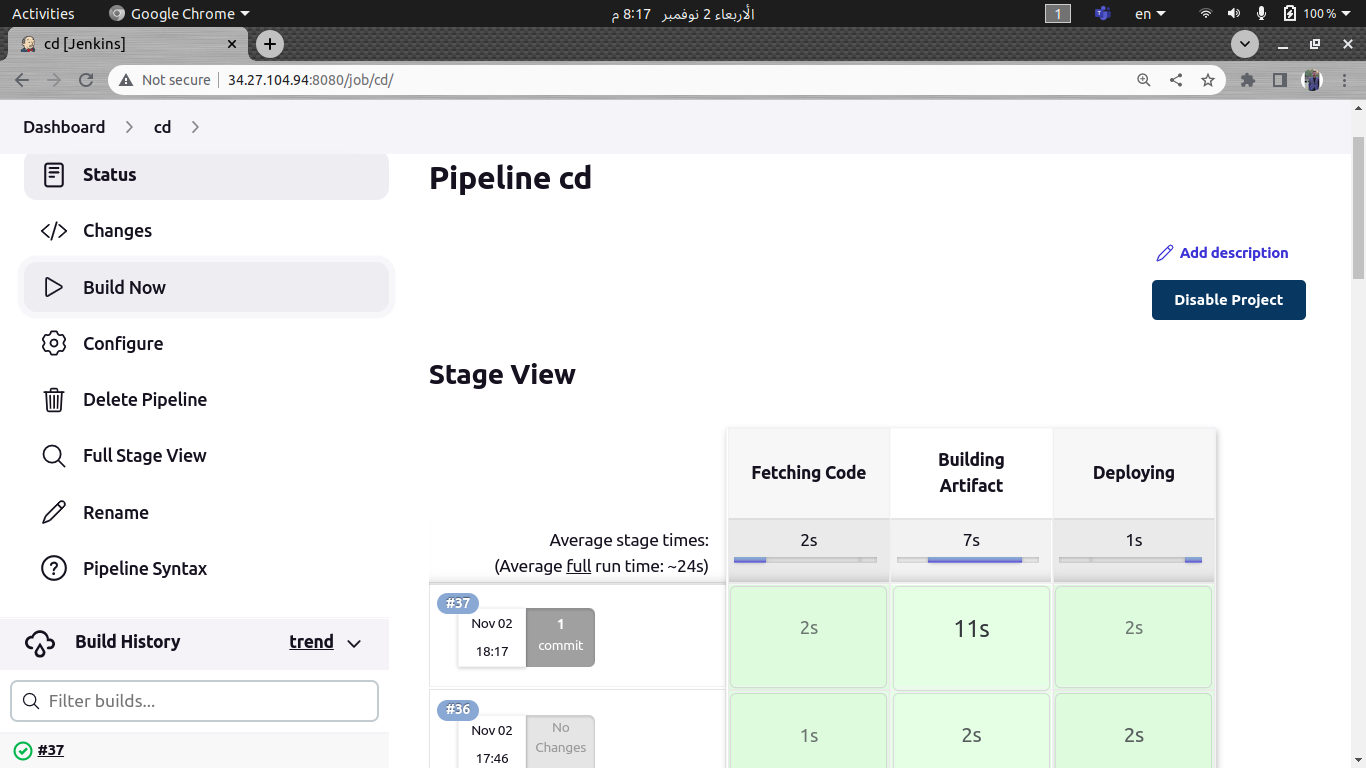 Activities
Google Chrome
الأربعاء 2 نوفمبر 8:17 م
1
en
100 %
cd [Jenkins]
Not secure
34.27.104.94:8080/job/cd/
Dashboard
cd
Status
Changes
Build Now
Configure
Delete Pipeline
Full Stage View
Rename
Pipeline Syntax
Build History
trend
Filter builds...
#37
Pipeline cd
Add description
Disable Project
Stage View
Fetching Code
Building
Artifact
Deploying
Average stage times:
(Average full run time: ~24s)
2s
7s
1s
#37
Nov 02
18:17
1
commit
2s
11s
2s
#36
Nov 02
17:46
No
Changes
1s
2s
2s